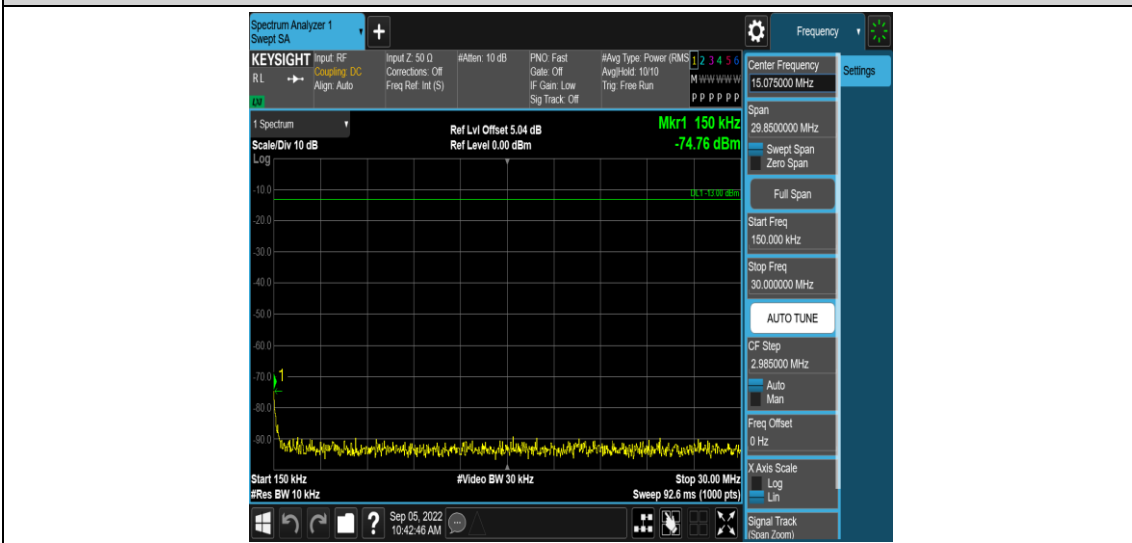 Spectrum Analyzer 1
Swept SA
+
Frequency
KEYSIGHT
RL
LXI
Input: RF
Coupling: DC
Align: Auto
Input Z: 50 Ω
Corrections: Off
Freq Ref: Int (S)
#Atten: 10 dB
PNO: Fast
Gate: Off
IF Gain: Low
Sig Track: Off
#Avg Type: Power (RMS
Avg|Hold: 10/10
Trig: Free Run
1 2 3 4 5 6
M W W W W W
P P P P P P
Center Frequency
15.075000 MHz
Settings
1 Spectrum
Scale/Div 10 dB
Ref Lvl Offset 5.04 dB
Ref Level 0.00 dBm
Mkr1 150 kHz
-74.76 dBm
Log
-10.0
-20.0
-30.0
-40.0
-50.0
-60.0
-70.0
-80.0
-90.0
DL1 -13.00 dBm
1
Start 150 kHz
#Res BW 10 kHz
#Video BW 30 kHz
Stop 30.00 MHz
Sweep 92.6 ms (1000 pts)
Span
29.8500000 MHz
Swept Span
Zero Span
Full Span
Start Freq
150.000 kHz
Stop Freq
30.000000 MHz
AUTO TUNE
CF Step
2.985000 MHz
Auto
Man
Freq Offset
0 Hz
X Axis Scale
Log
Lin
Signal Track
(Span Zoom)
?
Sep 05, 2022
10:42:46 AM